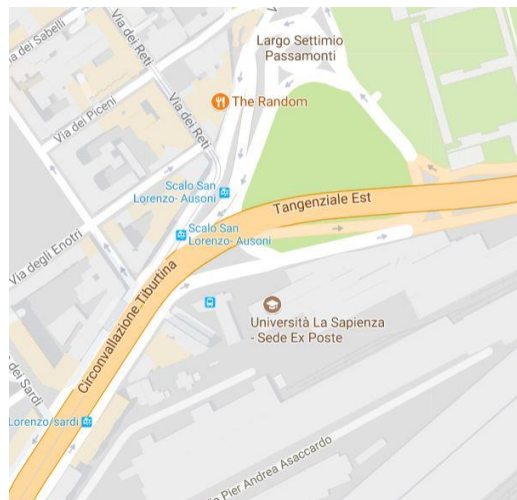 Via dei Sabelli
Via dei Reti
Largo Settimio
Passamonti
The Random
Via dei Piceni
Via dei Reti
Scalo San
Lorenzo- Ausoni
Tangenziale Est
Scalo San
Lorenzo- Ausoni
Via degli Enotri
Circonvallazione Tiburtina
Università La Sapienza
- Sede Ex Poste
dei Sardi
Lorenzo/sardi
Pier Andrea Asaccardo